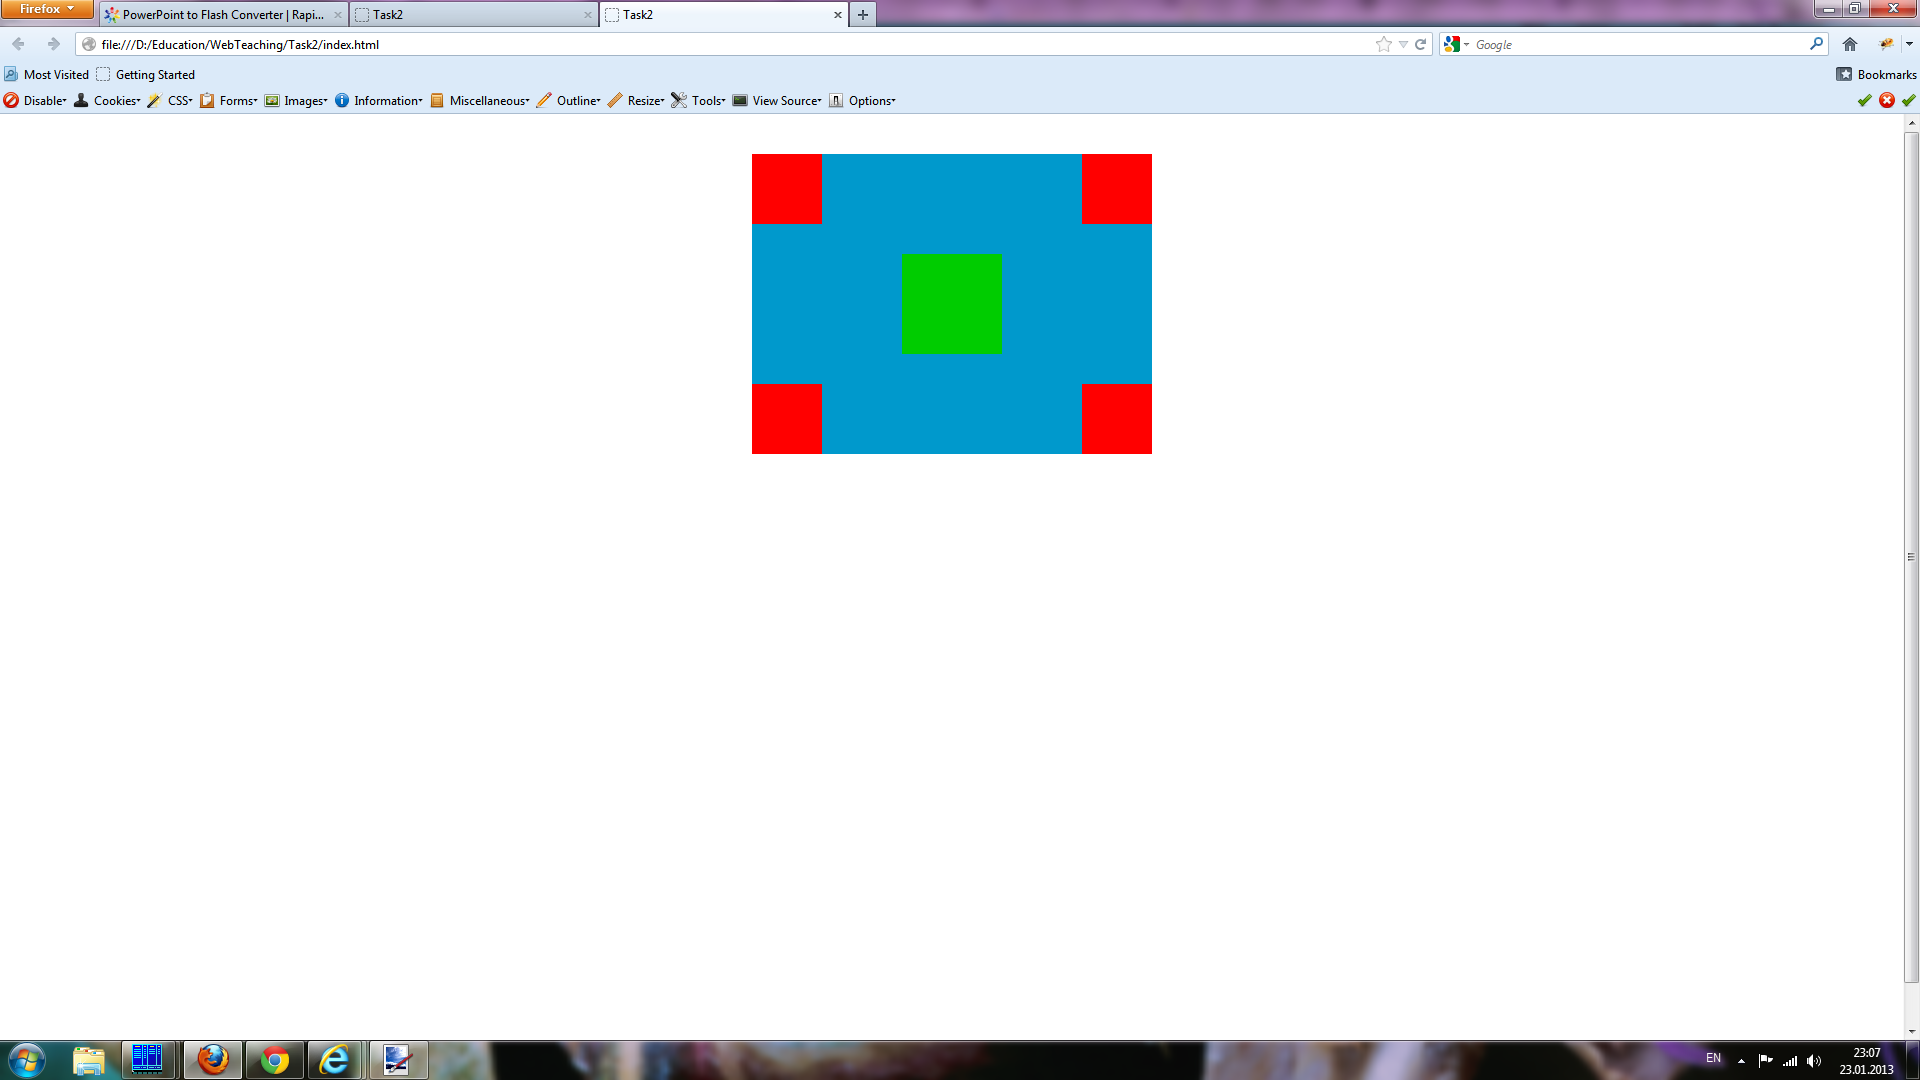 Firefox
PowerPoint to Flash Converter | Rapi...
Task2
Task2
file:///D:/Education/WebTeaching/Task2/index.html
Google
Most Visited Getting Started
Bookmarks
Disable Cookies CSS Forms Images Information Miscellaneous Outline Resize Tools View Source Options
EN
23:07
23.01.2013